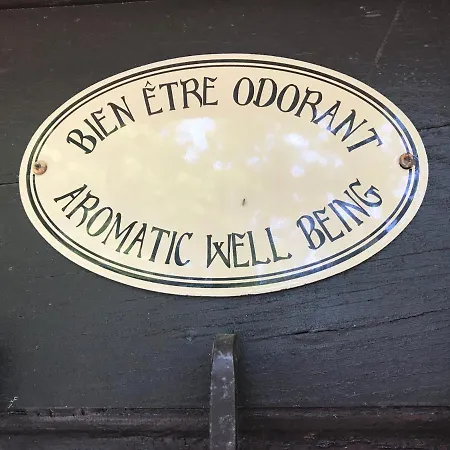 BIEN ÊTRE ODORANT
AROMATIC WELL BEING